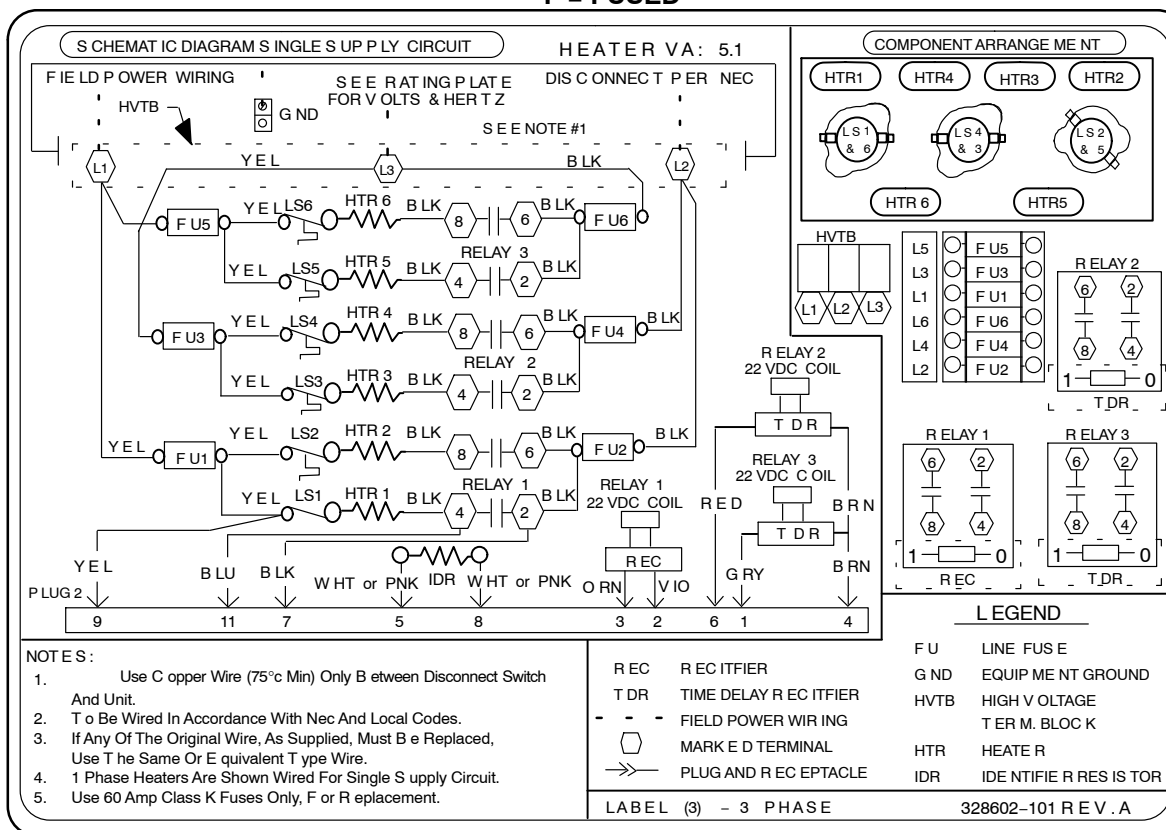 F = FUSED
SCHEMATIC DIAGRAM SINGLE SUPPLY CIRCUIT
HEATER VA: 5.1
FIELD POWER WIRING
SEE RATING PLATE
FOR VOLTS & HERTZ
DISCONNECT PER NEC
HVTB
GND
SEE NOTE #1
L1
YEL
L3
BLK
L2
FU5
YEL
LS6
HTR 6
BLK
8
6
BLK
FU6
YEL
LS5
HTR 5
BLK
4
RELAY 3
2
BLK
FU3
YEL
LS4
HTR 4
BLK
8
6
BLK
FU4
BLK
YEL
LS3
HTR 3
BLK
4
RELAY 2
2
BLK
YEL
FU1
YEL
LS2
HTR 2
BLK
8
6
BLK
FU2
BLK
YEL
LS1
HTR 1
BLK
4
RELAY 1
2
BLK
RELAY 1
22 VDC COIL
REC
RELAY 2
22 VDC COIL
TDR
RELAY 3
22 VDC COIL
TDR
RED
BRN
YEL
BLU
BLK
WHT or PNK
IDR
WHT or PNK
ORN
VIO
GRY
BRN
PLUG 2
9 11 7 5 8 3 2 6 1 4
COMPONENT ARRANGEMENT
HTR1
HTR4
HTR3
HTR2
LS1
& 6
LS4
& 3
LS2
& 5
HTR 6
HTR5
HVTB
L1
L2
L3
L5 FU5
L3 FU3
L1 FU1
L6 FU6
L4 FU4
L2 FU2
RELAY 2
6 2
8 4
1 0
TDR
RELAY 1
6 2
8 4
1 0
REC
RELAY 3
6 2
8 4
1 0
TDR
NOTES:
1. Use Copper Wire (75°c Min) Only Between Disconnect Switch
And Unit.
2. To Be Wired In Accordance With Nec And Local Codes.
3. If Any Of The Original Wire, As Supplied, Must Be Replaced,
Use The Same Or Equivalent Type Wire.
4. 1 Phase Heaters Are Shown Wired For Single Supply Circuit.
5. Use 60 Amp Class K Fuses Only, For Replacement.
LEGEND
REC RECITFIER
TDR TIME DELAY RECITFIER
FIELD POWER WIRING
MARKED TERMINAL
PLUG AND RECEPTACLE
FU LINE FUSE
GND EQUIPMENT GROUND
HVTB HIGH VOLTAGE
TERM. BLOCK
HTR HEATER
IDR IDENTIFIER RESISTOR
LABEL (3) - 3 PHASE
328602-101 REV. A